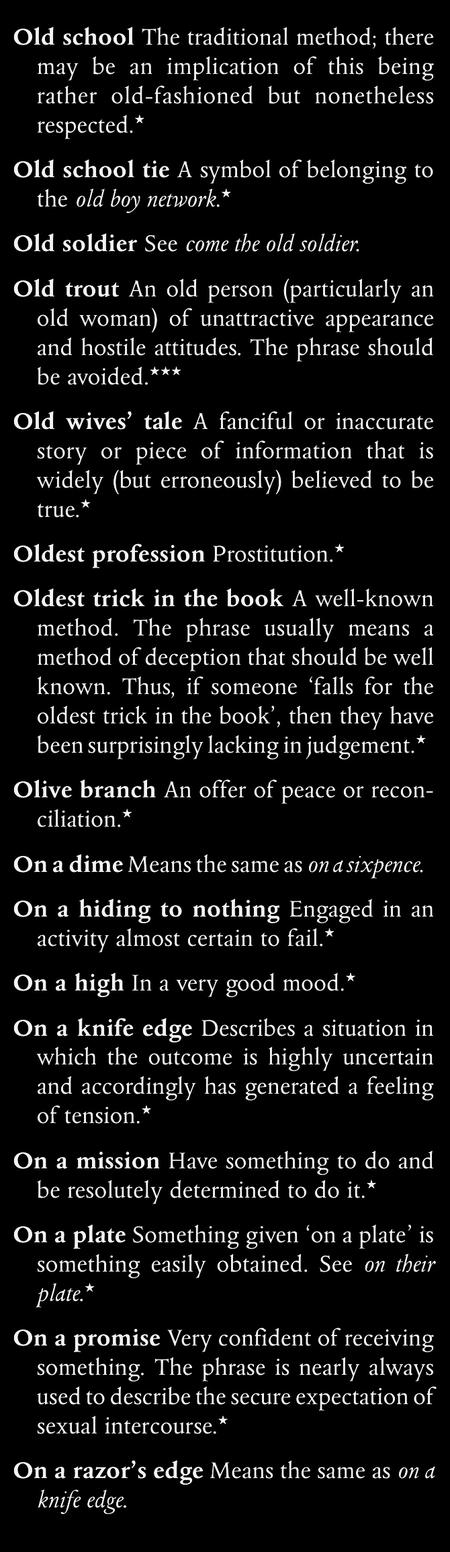 Old school The traditional method; there
may be an implication of this being
rather old-fashioned but nonetheless
respected.★
Old school tie A symbol of belonging to
the old boy network.★
Old soldier See come the old soldier.
Old trout An old person (particularly an
old woman) of unattractive appearance
and hostile attitudes. The phrase should
be avoided.★★★
Old wives’ tale A fanciful or inaccurate
story or piece of information that is
widely (but erroneously) believed to be
true.★
Oldest profession Prostitution.★
Oldest trick in the book A well-known
method. The phrase usually means a
method of deception that should be well
known. Thus, if someone ‘falls for the
oldest trick in the book’, then they have
been surprisingly lacking in judgement.★
Olive branch An offer of peace or recon-
ciliation.★
On a dime Means the same as on a sixpence.
On a hiding to nothing Engaged in an
activity almost certain to fail.★
On a high In a very good mood.★
On a knife edge Describes a situation in
which the outcome is highly uncertain
and accordingly has generated a feeling
of tension.★
On a mission Have something to do and
be resolutely determined to do it.★
On a plate Something given ‘on a plate’ is
something easily obtained. See on their
plate.★
On a promise Very confident of receiving
something. The phrase is nearly always
used to describe the secure expectation of
sexual intercourse.★
On a razor’s edge Means the same as on a
knife edge.